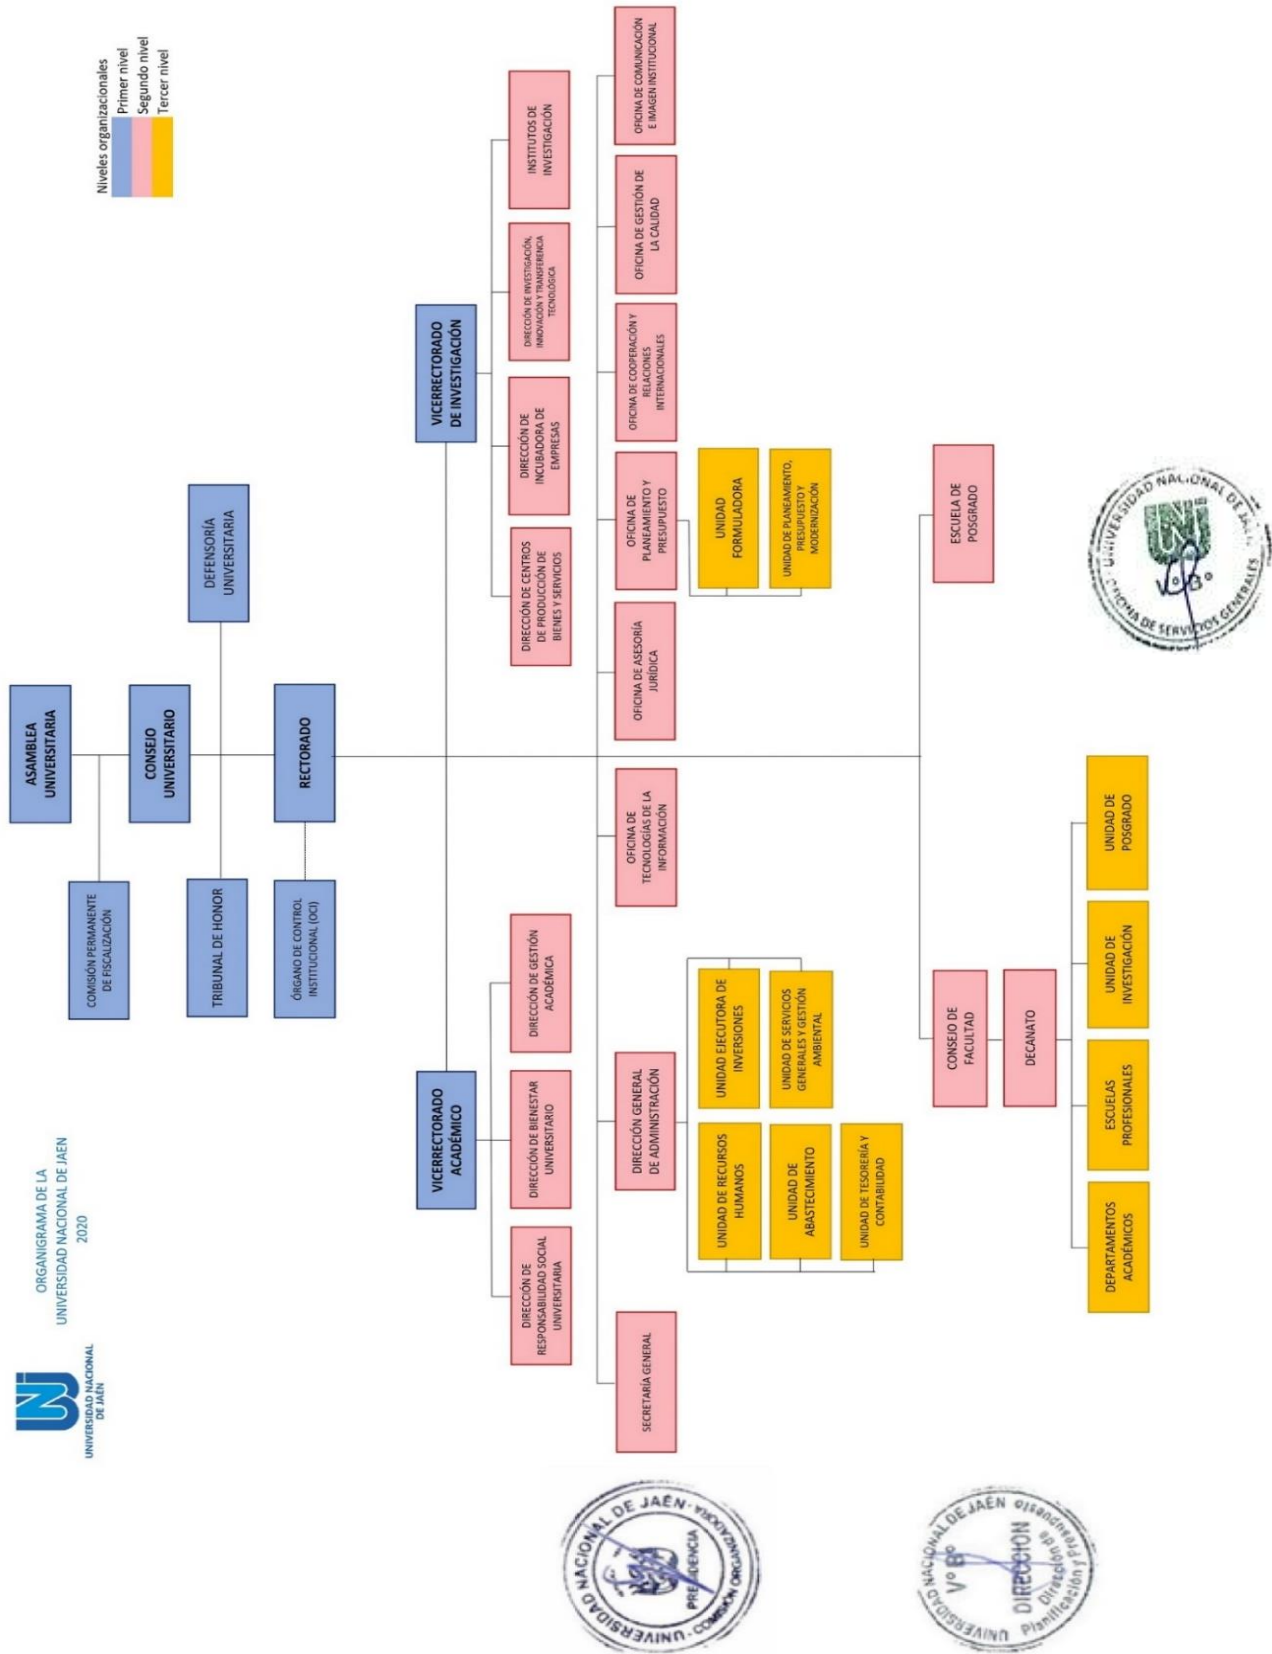 UNIVERSIDAD NACIONAL
DE JAÉN
ORGANIGRAMA DE LA
UNIVERSIDAD NACIONAL DE JAEN
2020
Niveles organizacionales
Primer nivel
Segundo nivel
Tercer nivel
ASAMBLEA
UNIVERSITARIA
COMISIÓN PERMANENTE
DE FISCALIZACIÓN
CONSEJO
UNIVERSITARIO
TRIBUNAL DE HONOR
DEFENSORÍA
UNIVERSITARIA
ÓRGANO DE CONTROL
INSTITUCIONAL (OCI)
RECTORADO
VICERRECTORADO
ACADÉMICO
VICERRECTORADO
DE INVESTIGACIÓN
DIRECCIÓN DE
RESPONSABILIDAD SOCIAL
UNIVERSITARIA
DIRECCIÓN DE BIENESTAR
UNIVERSITARIO
DIRECCIÓN DE GESTIÓN
ACADÉMICA
DIRECCIÓN DE CENTROS
DE PRODUCCIÓN DE
BIENES Y SERVICIOS
DIRECCIÓN DE
INCUBADORA DE
EMPRESAS
DIRECCIÓN DE INVESTIGACIÓN,
INNOVACIÓN Y TRANSFERENCIA
TECNOLÓGICA
INSTITUTOS DE
INVESTIGACIÓN
SECRETARÍA GENERAL
DIRECCIÓN GENERAL
DE ADMINISTRACIÓN
OFICINA DE
TECNOLOGÍAS DE LA
INFORMACIÓN
OFICINA DE ASESORÍA
JURÍDICA
OFICINA DE
PLANEAMIENTO Y
PRESUPUESTO
OFICINA DE COOPERACIÓN Y
RELACIONES
INTERNACIONALES
OFICINA DE GESTIÓN DE
LA CALIDAD
OFICINA DE COMUNICACIÓN
E IMAGEN INSTITUCIONAL
UNIDAD DE RECURSOS
HUMANOS
UNIDAD EJECUTORA DE
INVERSIONES
UNIDAD
FORMULADORA
UNIDAD DE
ABASTECIMIENTO
UNIDAD DE SERVICIOS
GENERALES Y GESTIÓN
AMBIENTAL
UNIDAD DE PLANEAMIENTO,
PRESUPUESTO Y
MODERNIZACIÓN
UNIDAD DE TESORERÍA Y
CONTABILIDAD
CONSEJO DE
FACULTAD
ESCUELA DE
POSGRADO
DECANATO
DEPARTAMENTOS
ACADÉMICOS
ESCUELAS
PROFESIONALES
UNIDAD DE
INVESTIGACIÓN
UNIDAD DE
POSGRADO
UNIVERSIDAD NACIONAL DE JAÉN
PRESIDENCIA
COMISIÓN ORGANIZADORA
UNIVERSIDAD NACIONAL DE JAÉN
V° B°
DIRECCION
Dirección de
Planificación y Presupuesto
UNIVERSIDAD NACIONAL DE JAÉN
V° B°
OFICINA DE SERVICIOS GENERALES